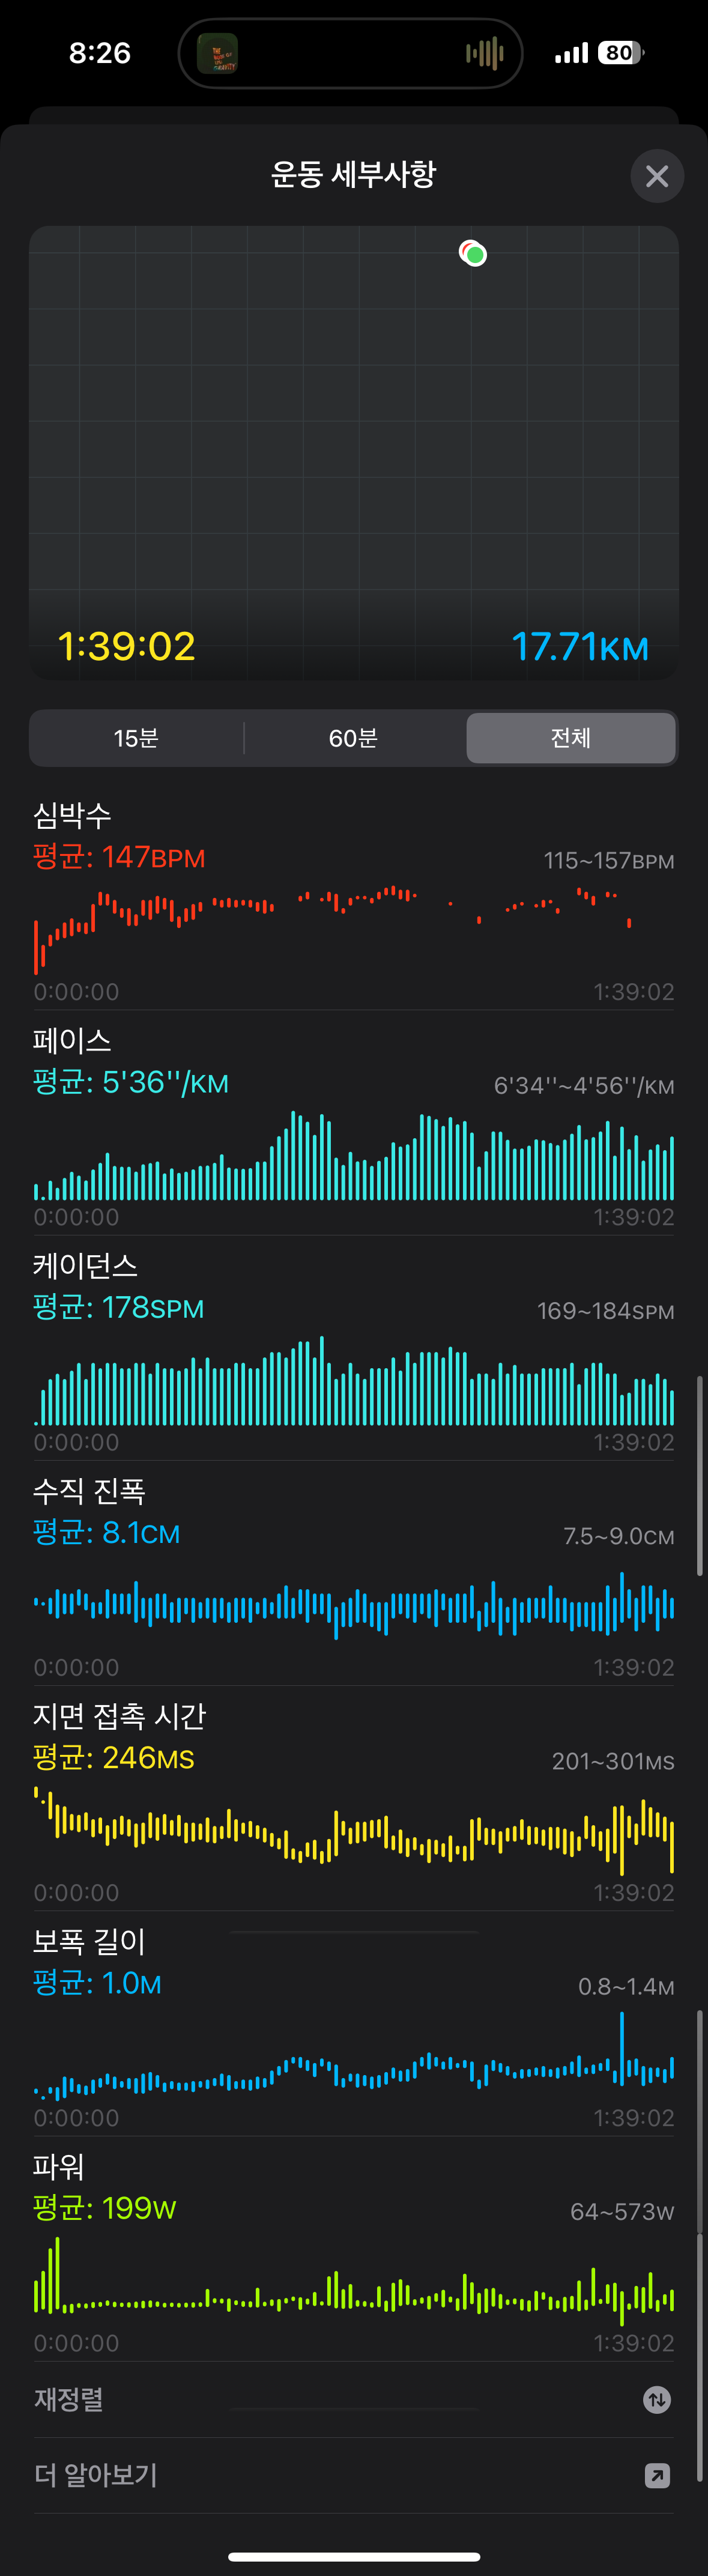 8:26
80
운동 세부사항
1:39:02
17.71KM
15분
60분
전체
심박수
평균: 147BPM
115~157BPM
0:00:00
1:39:02
페이스
평균: 5'36''/KM
6'34''~4'56''/KM
0:00:00
1:39:02
케이던스
평균: 178SPM
169~184SPM
0:00:00
1:39:02
수직 진폭
평균: 8.1CM
7.5~9.0CM
0:00:00
1:39:02
지면 접촉 시간
평균: 246MS
201~301MS
0:00:00
1:39:02
보폭 길이
평균: 1.0M
0.8~1.4M
0:00:00
1:39:02
파워
평균: 199W
64~573W
0:00:00
1:39:02
재정렬
더 알아보기